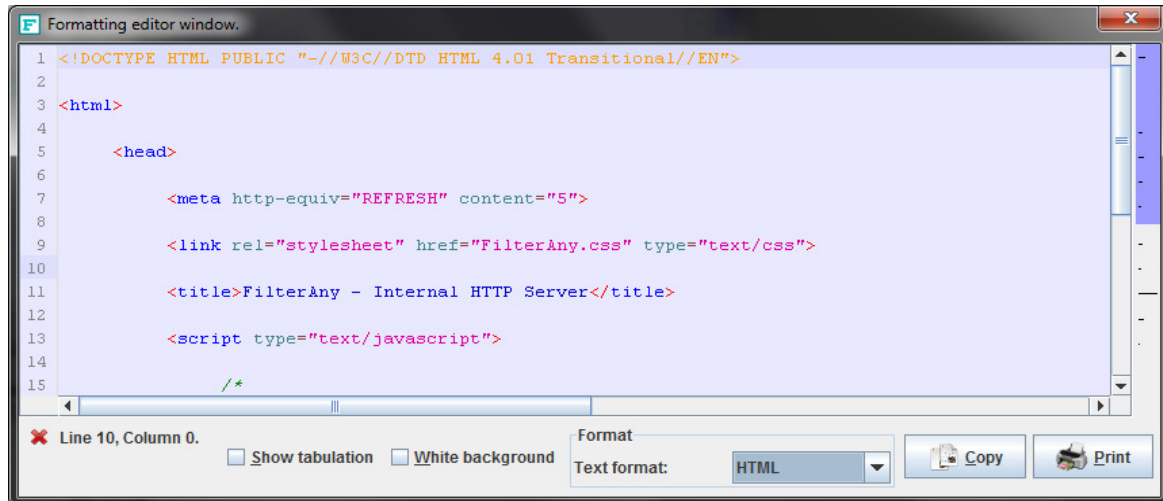 Formatting editor window.
1 <!DOCTYPE HTML PUBLIC "-//W3C//DTD HTML 4.01 Transitional//EN">
2
3 <html>
4
5 <head>
6
7 <meta http-equiv="REFRESH" content="5">
8
9 <link rel="stylesheet" href="FilterAny.css" type="text/css">
10
11 <title>FilterAny - Internal HTTP Server</title>
12
13 <script type="text/javascript">
14
15 /*
Line 10, Column 0.
Show tabulation
White background
Format
Text format:
HTML
Copy
Print